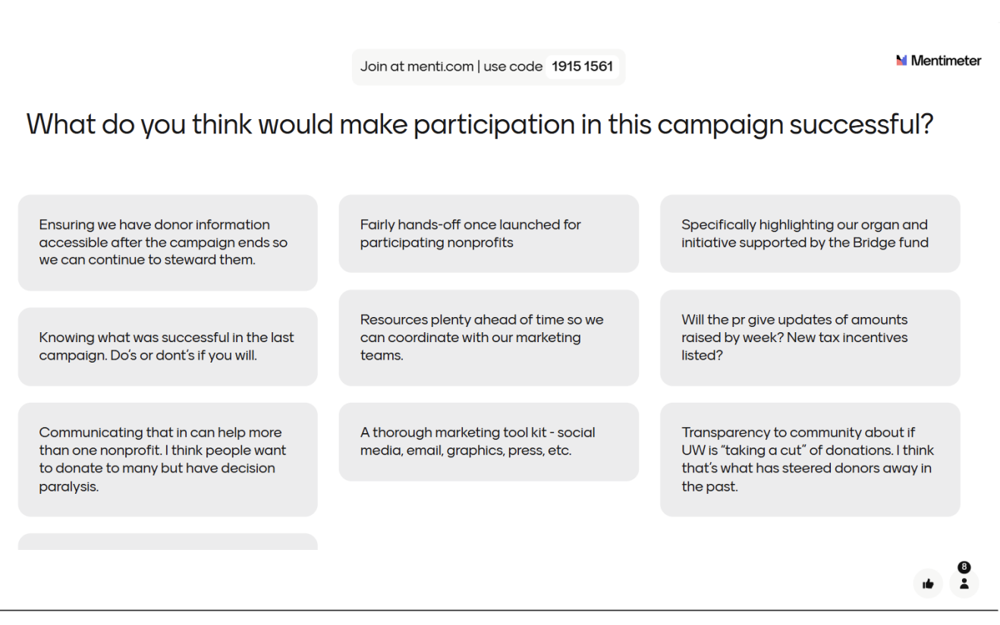 Join at menti.com | use code 1915 1561
Mentimeter
What do you think would make participation in this campaign successful?
Ensuring we have donor information
accessible after the campaign ends so
we can continue to steward them.
Knowing what was successful in the last
campaign. Do's or dont's if you will.
Communicating that in can help more
than one nonprofit. I think people want
to donate to many but have decision
paralysis.
Fairly hands-off once launched for
participating nonprofits
Resources plenty ahead of time so we
can coordinate with our marketing
teams.
A thorough marketing tool kit - social
media, email, graphics, press, etc.
Specifically highlighting our organ and
initiative supported by the Bridge fund
Will the pr give updates of amounts
raised by week? New tax incentives
listed?
Transparency to community about if
UW is “taking a cut” of donations. I think
that's what has steered donors away in
the past.
8